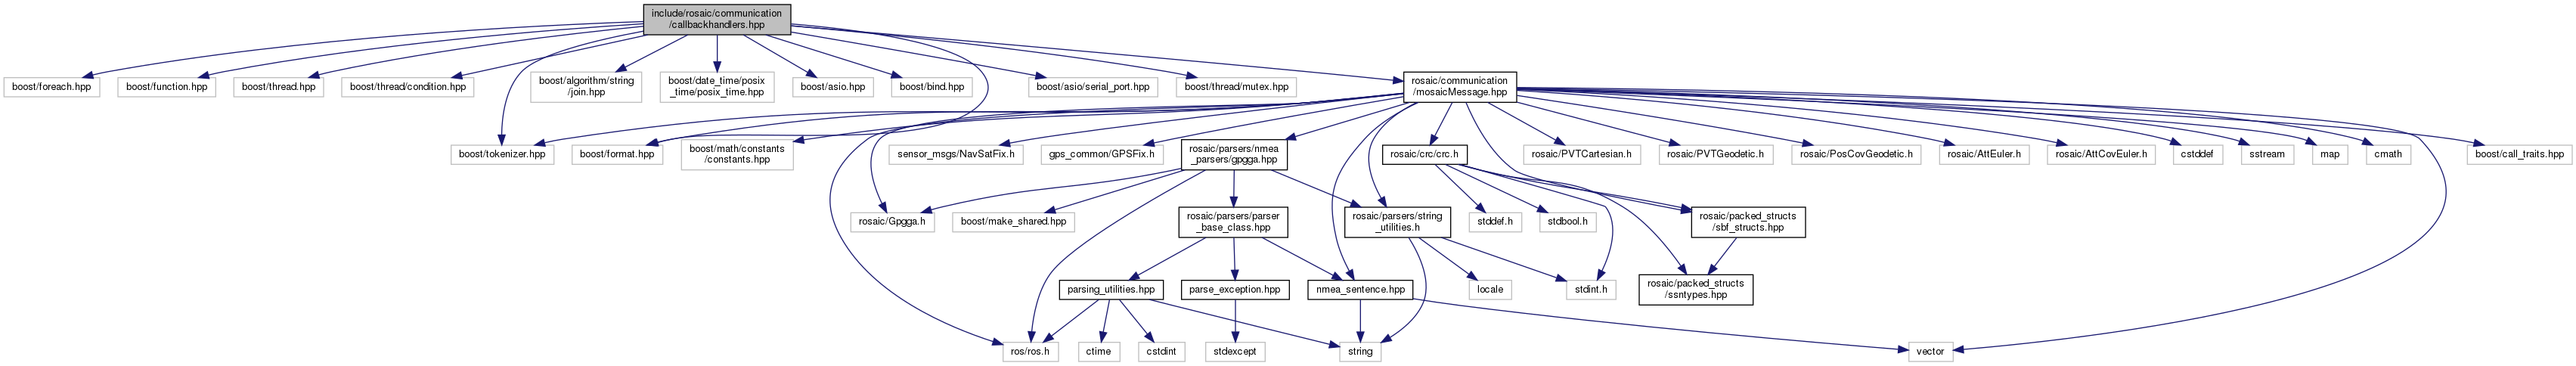 include/rosaic/communication
/callbackhandlers.hpp
boost/foreach.hpp
boost/function.hpp
boost/thread.hpp
boost/thread/condition.hpp
boost/algorithm/string
/join.hpp
boost/date_time/posix
_time/posix_time.hpp
boost/asio.hpp
boost/bind.hpp
boost/asio/serial_port.hpp
boost/thread/mutex.hpp
rosaic/communication
/mosaicMessage.hpp
boost/tokenizer.hpp
boost/format.hpp
boost/math/constants
/constants.hpp
sensor_msgs/NavSatFix.h
gps_common/GPSFix.h
rosaic/parsers/nmea
_parsers/gpgga.hpp
rosaic/crc/crc.h
rosaic/PVTCartesian.h
rosaic/PVTGeodetic.h
rosaic/PosCovGeodetic.h
rosaic/AttEuler.h
rosaic/AttCovEuler.h
cstddef
sstream
map
cmath
boost/call_traits.hpp
rosaic/Gpgga.h
boost/make_shared.hpp
rosaic/parsers/parser
_base_class.hpp
rosaic/parsers/string
_utilities.h
stddef.h
stdbool.h
rosaic/packed_structs
/sbf_structs.hpp
parsing_utilities.hpp
parse_exception.hpp
nmea_sentence.hpp
locale
stdint.h
rosaic/packed_structs
/ssntypes.hpp
ros/ros.h
ctime
cstdint
stdexcept
string
vector